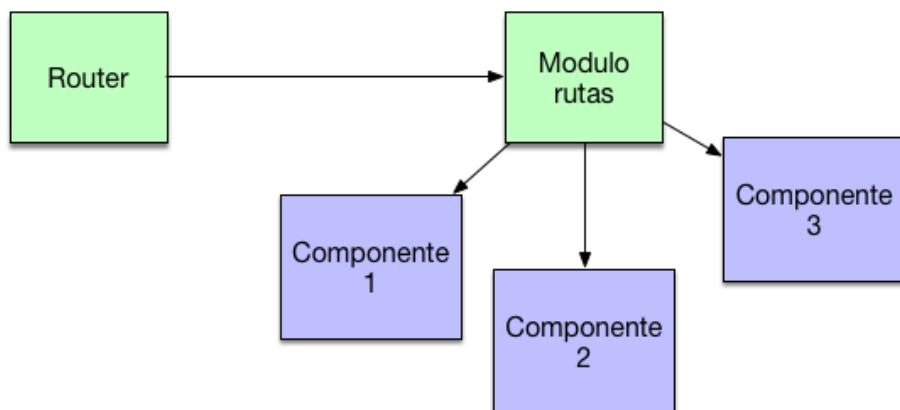 Router
Modulo
rutas
Componente
1
Componente
2
Componente
3